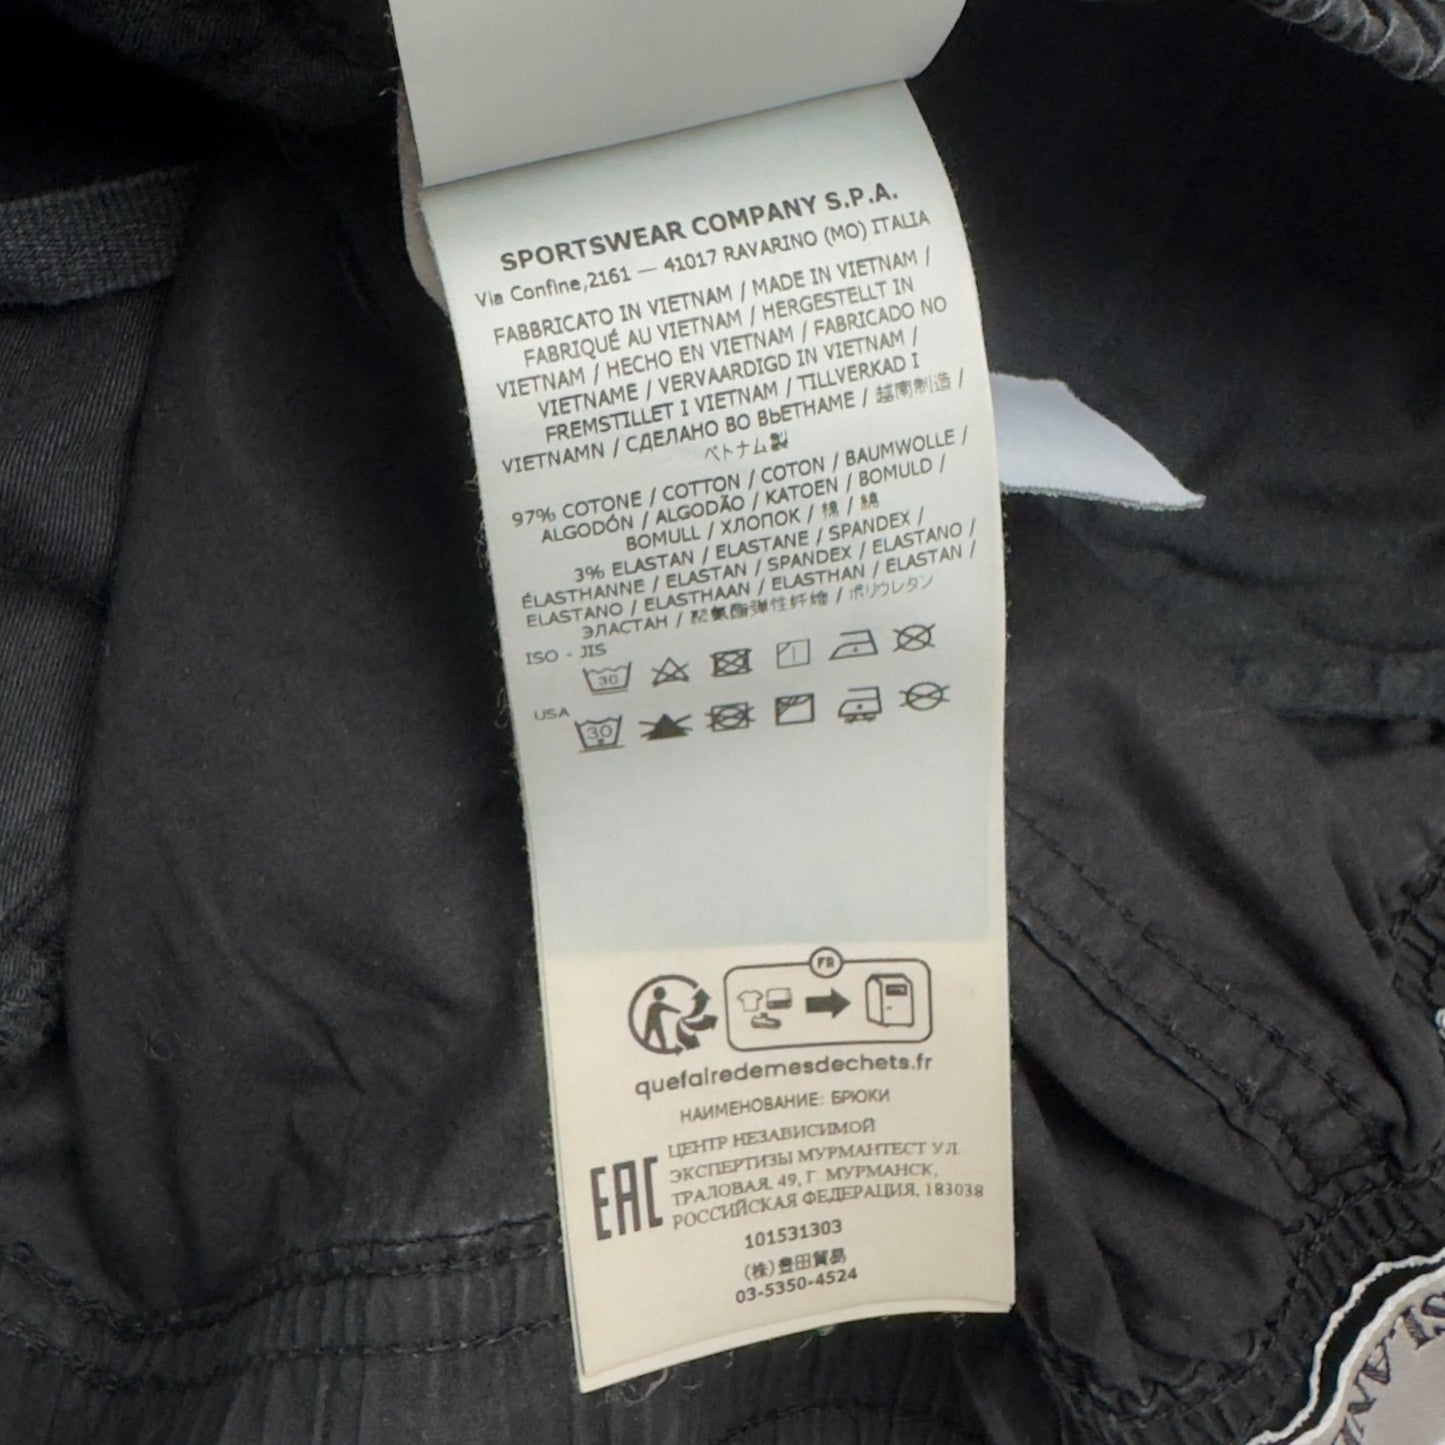 SPORTSWEAR COMPANY S.P.A.
Via Confine,2161 — 41017 RAVARINO (MO) ITALIA
FABBRICATO IN VIETNAM / MADE IN VIETNAM /
FABRIQUÉ AU VIETNAM / HERGESTELLT IN
VIETNAM / HECHO EN VIETNAM / FABRICADO NO
VIETNAME / VERVAARDIGD IN VIETNAM /
FREMSTILLET I VIETNAM / TILLVERKAD I
VIETNAMN / СДЕЛАНО ВО ВЬЕТНАМЕ / 越南制造 /
ベトナム製
97% COTONE / COTTON / COTON / BAUMWOLLE /
ALGODÓN / ALGODÃO / KATOEN / BOMULD /
BOMULL / ХЛОПОК / 棉 / 綿
3% ELASTAN / ELASTANE / SPANDEX /
ÉLASTHANNE / ELASTAN / SPANDEX / ELASTANO /
ELASTANO / ELASTHAAN / ELASTHAN / ELASTAN /
ЭЛАСТАН / 聚氨酯弹性纤维 / ポリウレタン
ISO - JIS
30
USA
30
FR
quefairedemesdechets.fr
НАИМЕНОВАНИЕ: БРЮКИ
EAC
ЦЕНТР НЕЗАВИСИМОЙ
ЭКСПЕРТИЗЫ МУРМАНТЕСТ УЛ.
ТРАЛОВАЯ, 49, Г. МУРМАНСК,
РОССИЙСКАЯ ФЕДЕРАЦИЯ, 183038
101531303
(株)豊田貿易
03-5350-4524